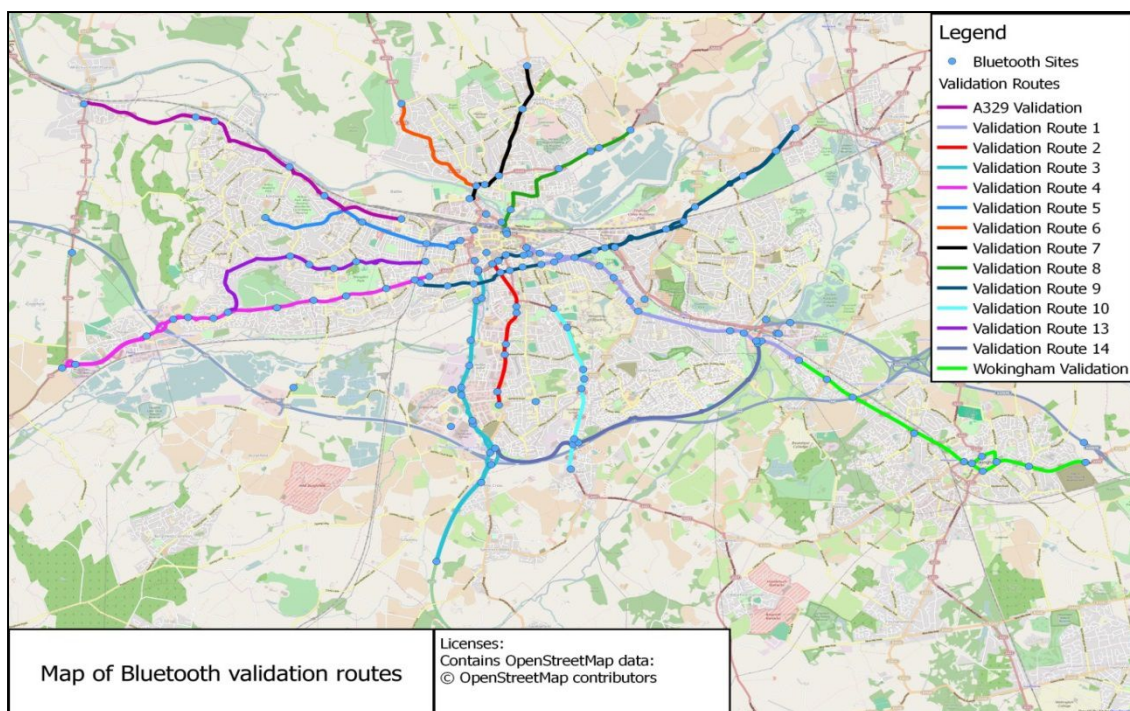 Legend
Bluetooth Sites
Validation Routes
A329 Validation
Validation Route 1
Validation Route 2
Validation Route 3
Validation Route 4
Validation Route 5
Validation Route 6
Validation Route 7
Validation Route 8
Validation Route 9
Validation Route 10
Validation Route 13
Validation Route 14
Wokingham Validation
Map of Bluetooth validation routes
Licenses:
Contains OpenStreetMap data:
© OpenStreetMap contributors